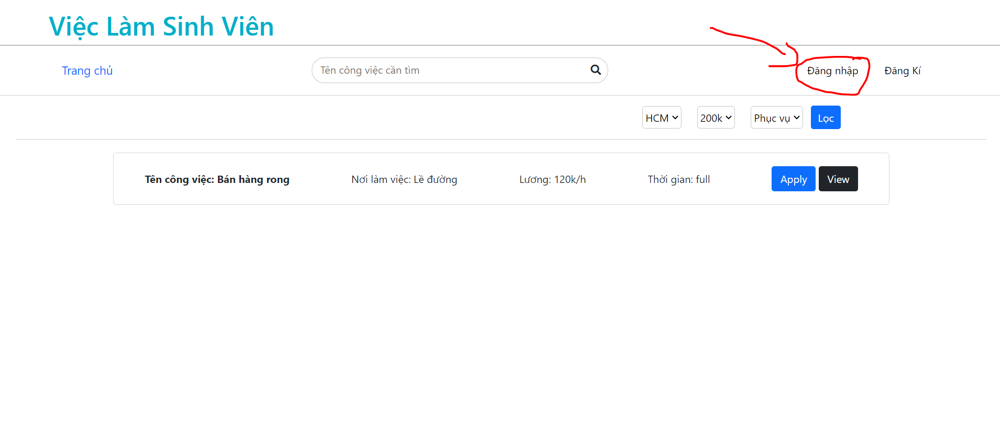 Việc Làm Sinh Viên
Trang chủ
Tên công việc cần tìm
Đăng nhập
Đăng Kí
HCM
200k
Phục vụ
Lọc
Tên công việc: Bán hàng rong
Nơi làm việc: Lề đường
Lương: 120k/h
Thời gian: full
Apply
View